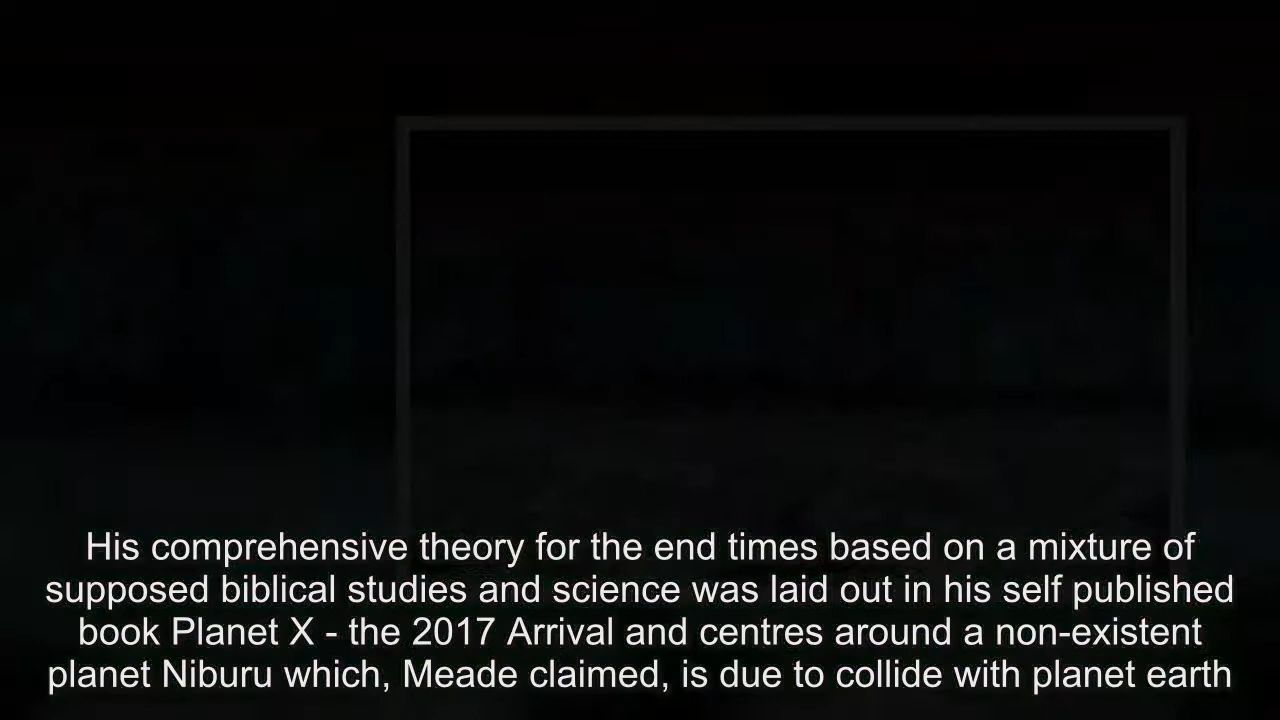 His comprehensive theory for the end times based on a mixture of
supposed biblical studies and science was laid out in his self published
book Planet X - the 2017 Arrival and centres around a non-existent
planet Niburu which, Meade claimed, is due to collide with planet earth